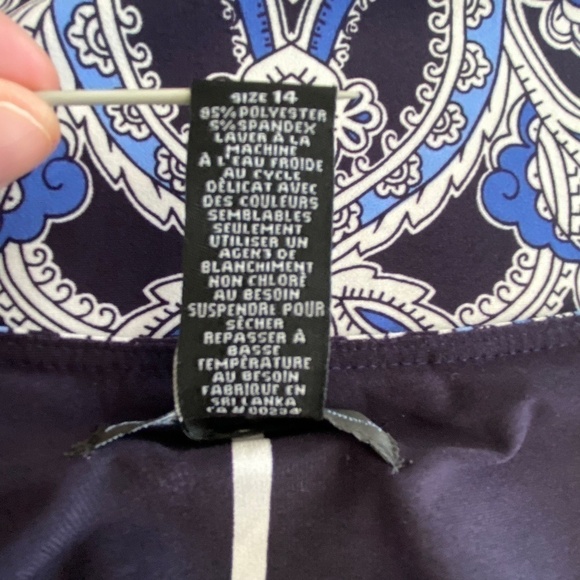 SIZE 14
95% POLYESTER
5% SPANDEX
LAVER À LA
MACHINE
À L'EAU FROIDE
AU CYCLE
DÉLICAT AVEC
DES COULEURS
SEMBLABLES
SEULEMENT
UTILISER UN
AGENT DE
BLANCHIMENT
NON CHLORÉ
AU BESOIN
SUSPENDRE POUR
SÉCHER
REPASSER À
BASSE
TEMPÉRATURE
AU BESOIN
FABRIQUÉ EN
SRI LANKA
CA N 00234